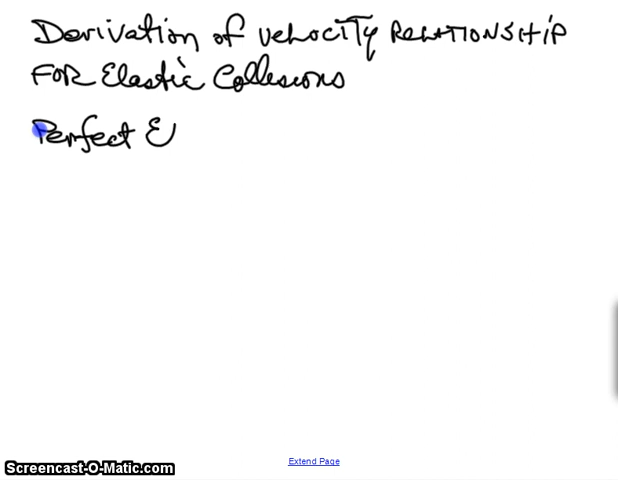 Derivation of velocity RELATIONSHIP
FOR Elastic Collisions
Perfect E
Extend Page
Screencast-O-Matic.com